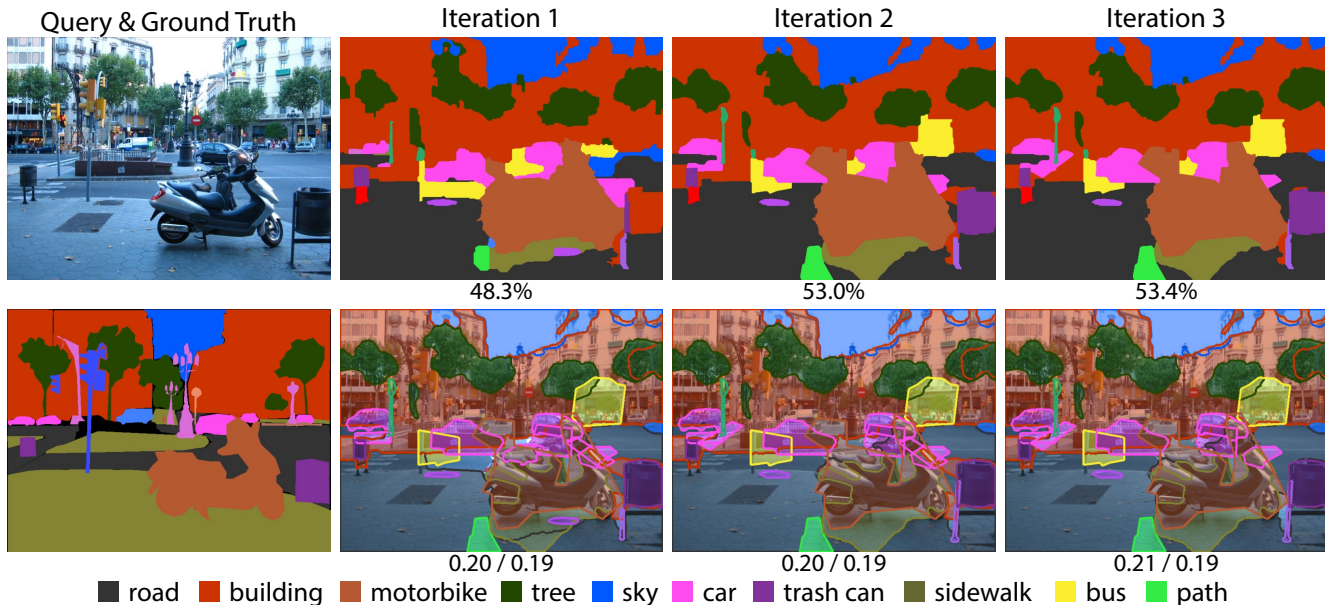 Query & Ground Truth
Iteration 1
Iteration 2
Iteration 3
48.3%
53.0%
53.4%
0.20 / 0.19
0.20 / 0.19
0.21 / 0.19
road
building
motorbike
tree
sky
car
trash can
sidewalk
bus
path